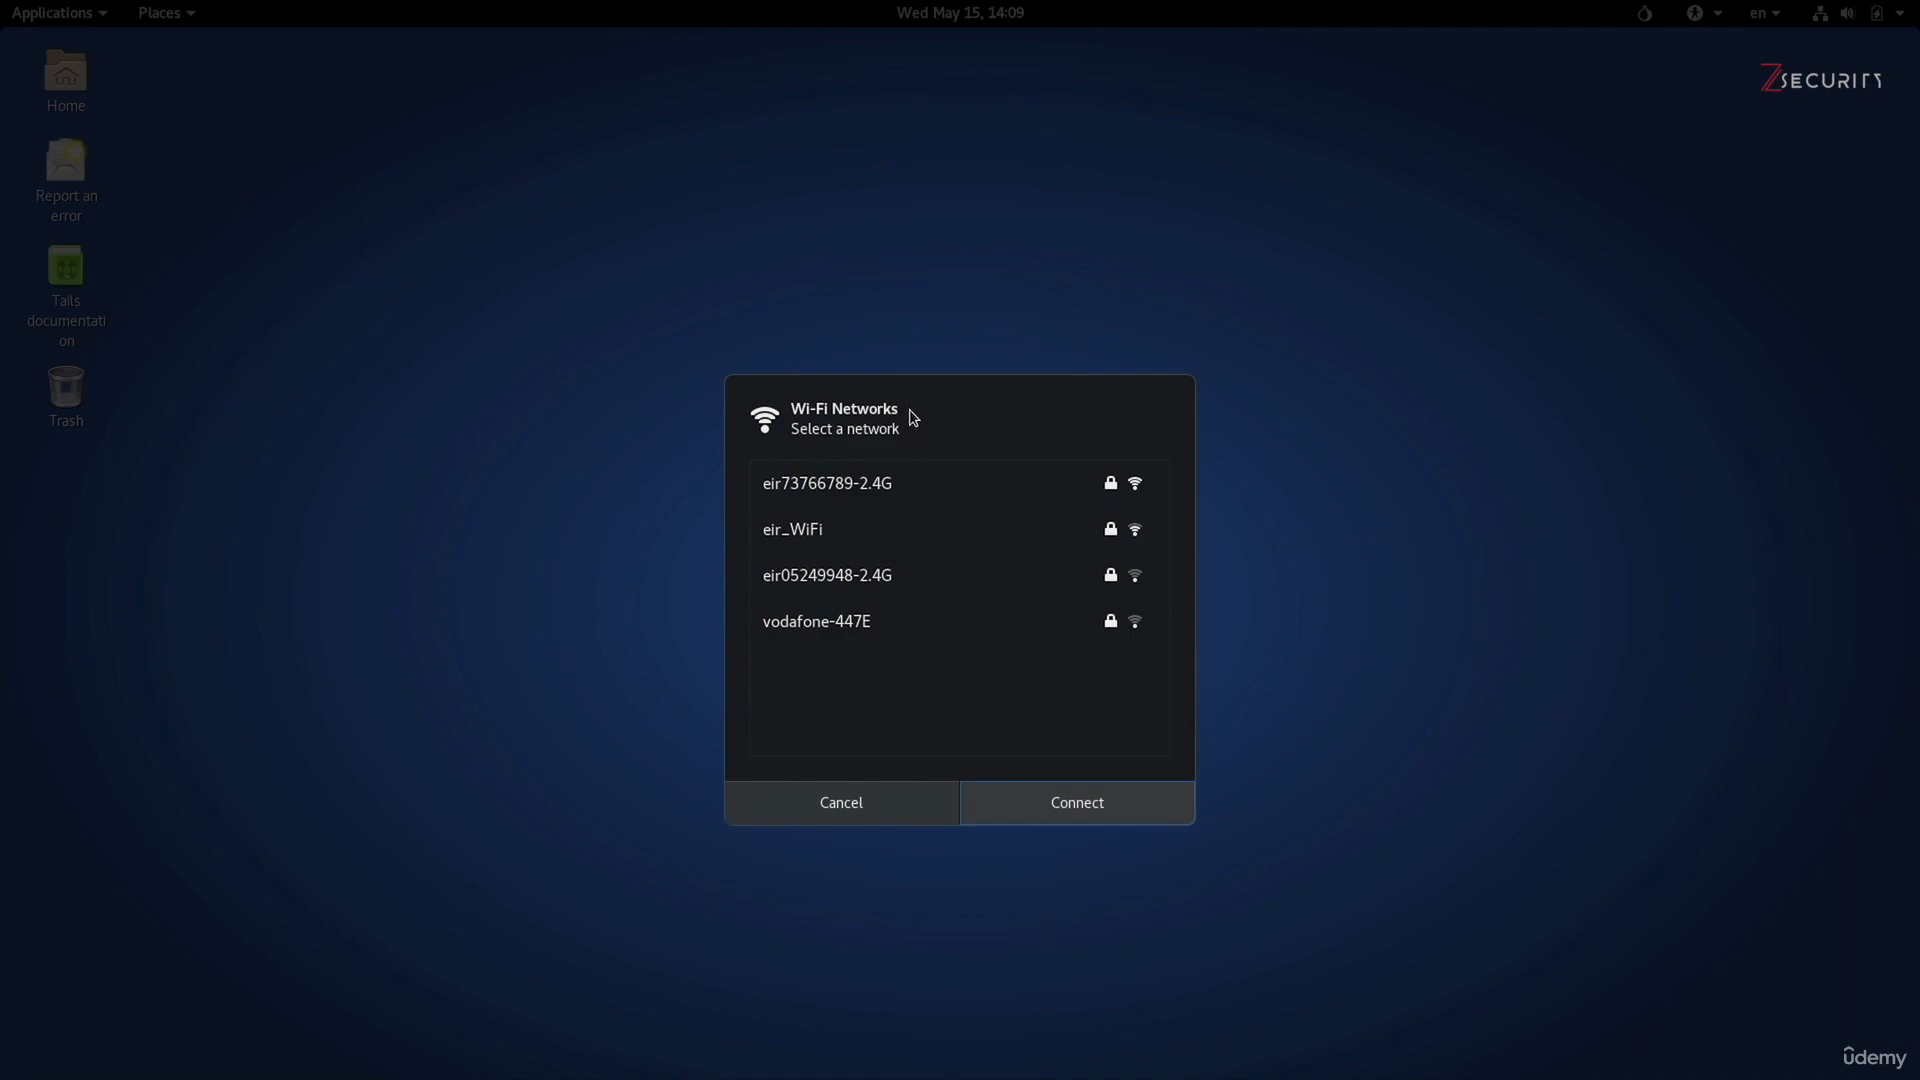 Applications
Places
Wed May 15, 14:09
en
Home
ZSECURITY
Report an
error
Tails
documentati
on
Trash
Wi-Fi Networks
Select a network
eir73766789-2.4G
eir_WiFi
eir05249948-2.4G
vodafone-447E
Cancel
Connect
ûdemy